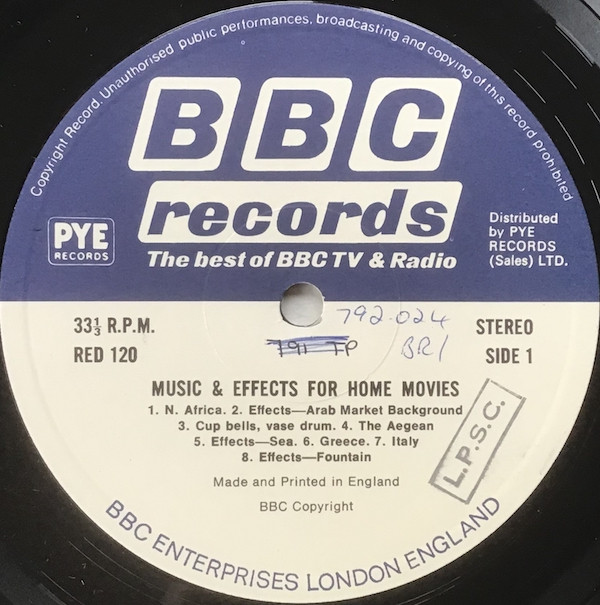 Copyright Record. Unauthorised public performances, broadcasting and copying of this record prohibited
BBC
records
The best of BBC TV & Radio
PYE
RECORDS
Distributed
by PYE
RECORDS
(Sales) LTD.
33⅓ R.P.M.
RED 120
792-024
791 TP
BR1
STEREO
SIDE 1
MUSIC & EFFECTS FOR HOME MOVIES
1. N. Africa. 2. Effects—Arab Market Background
3. Cup bells, vase drum. 4. The Aegean
5. Effects—Sea. 6. Greece. 7. Italy
8. Effects—Fountain
L.P.S.C.
Made and Printed in England
BBC Copyright
BBC ENTERPRISES LONDON ENGLAND